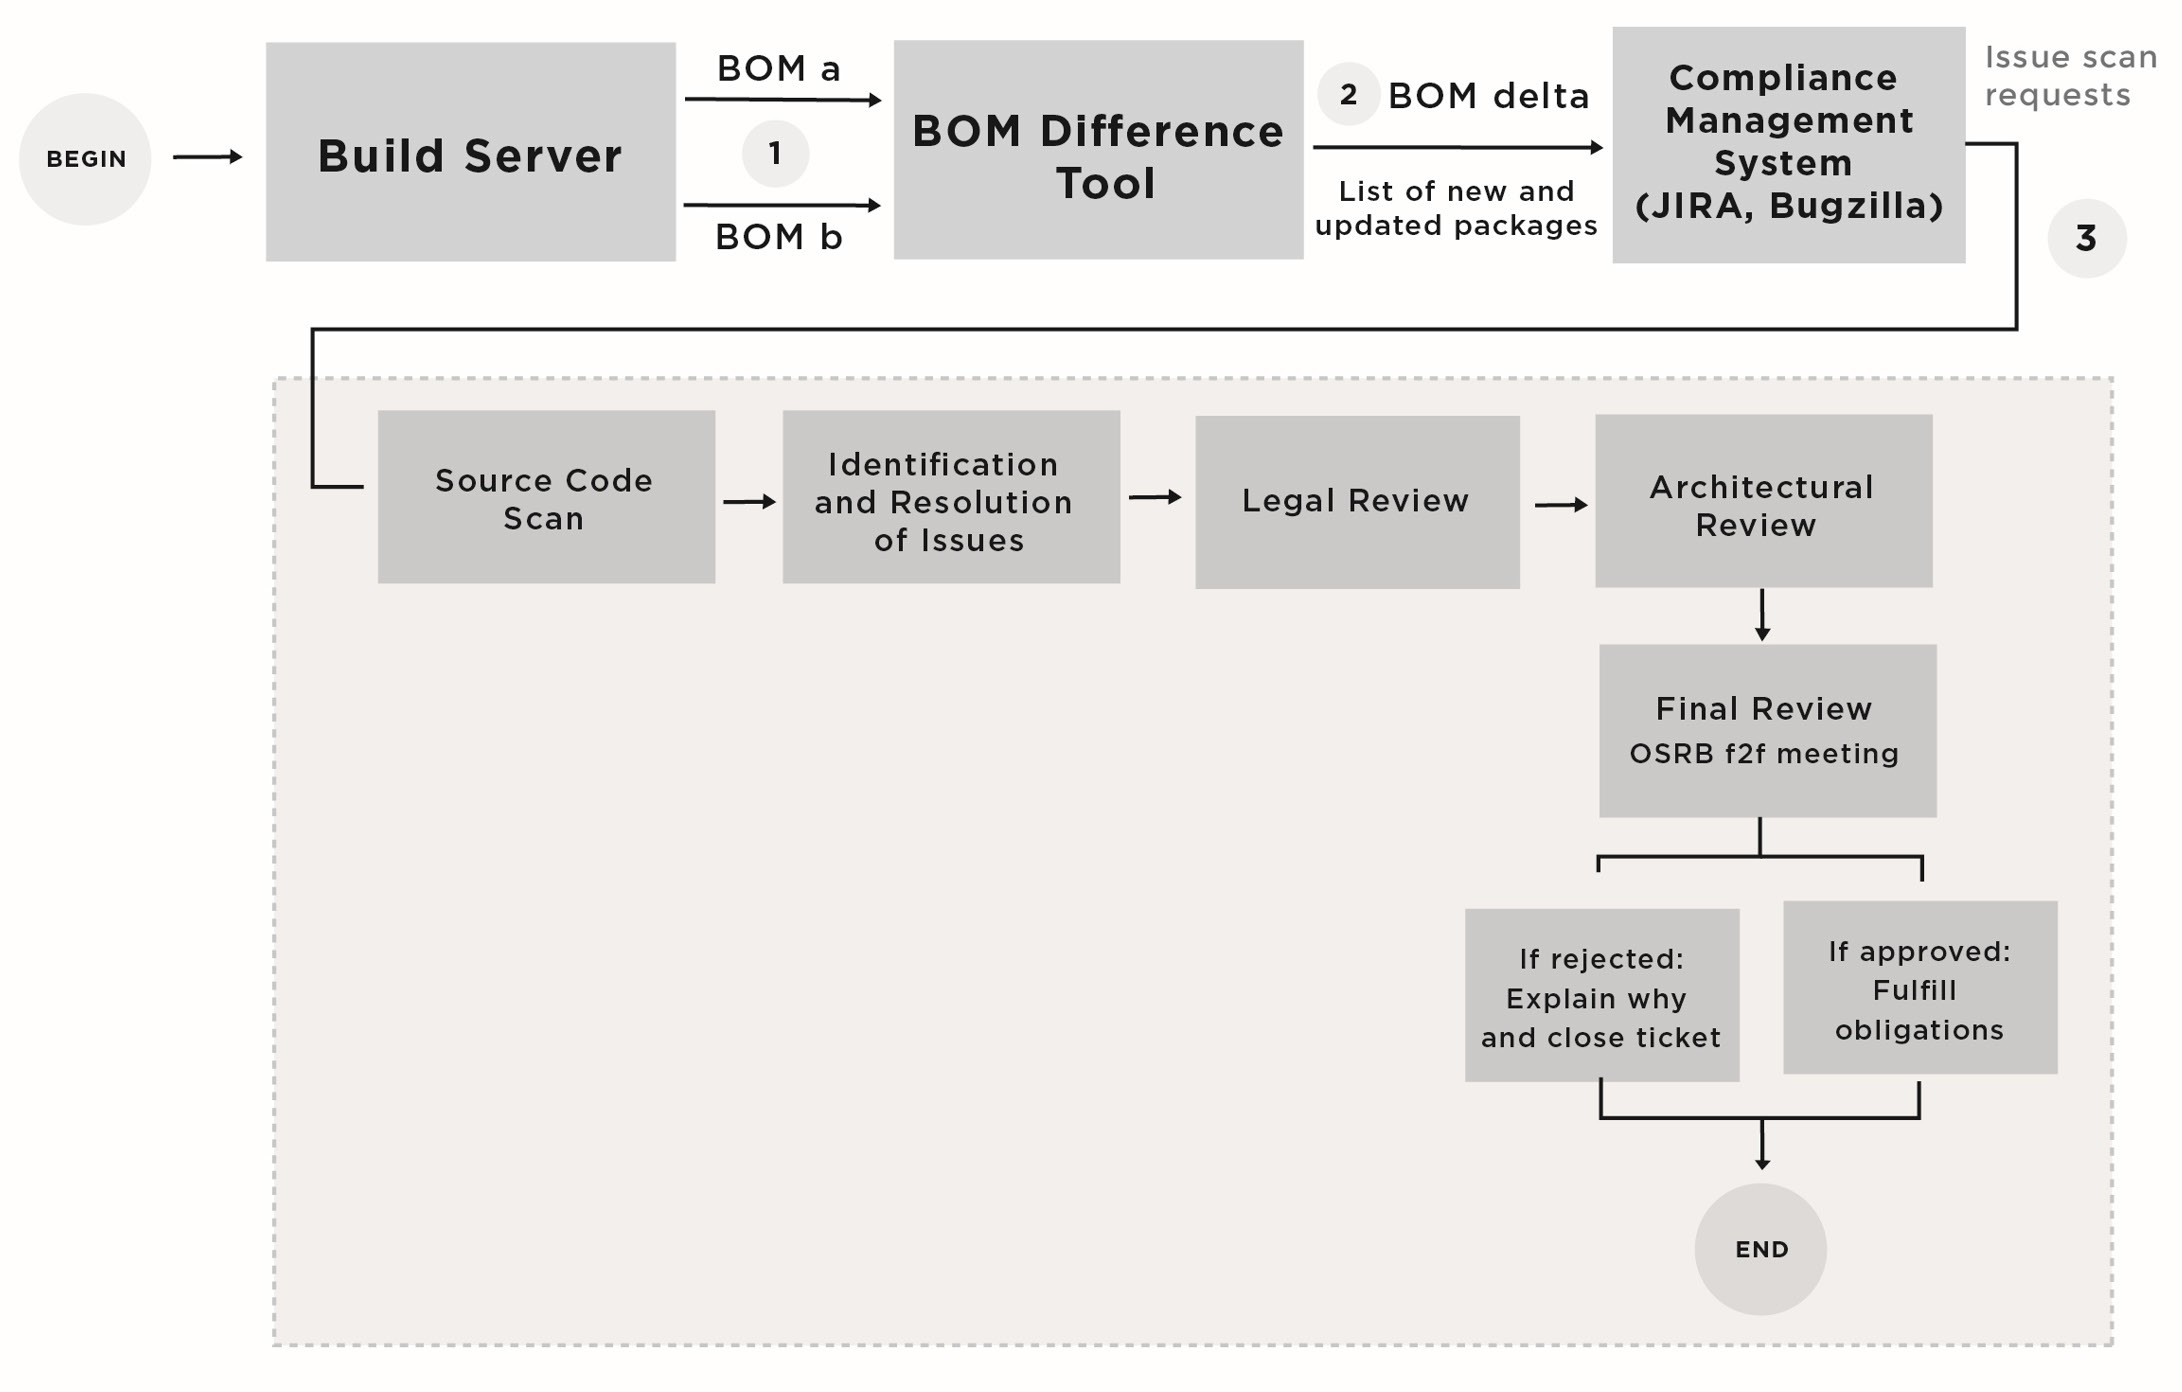 BEGIN
Build Server
BOM a
1
BOM b
BOM Difference
Tool
2
BOM delta
List of new and
updated packages
Compliance
Management
System
(JIRA, Bugzilla)
Issue scan
requests
3
Source Code
Scan
Identification
and Resolution
of Issues
Legal Review
Architectural
Review
Final Review
OSRB f2f meeting
If rejected:
Explain why
and close ticket
If approved:
Fulfill
obligations
END